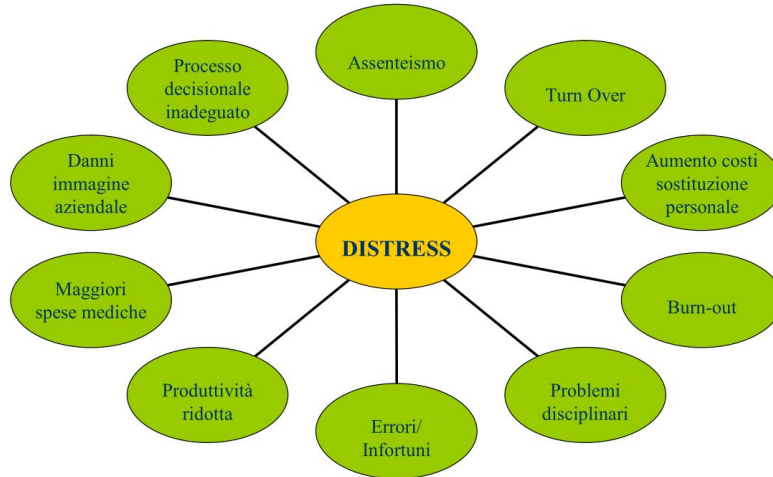 Assenteismo
Turn Over
Aumento costi
sostituzione
personale
Burn-out
Problemi
disciplinari
Errori/
Infortuni
Produttività
ridotta
Maggiori
spese mediche
Danni
immagine
aziendale
Processo
decisionale
inadeguato
DISTRESS